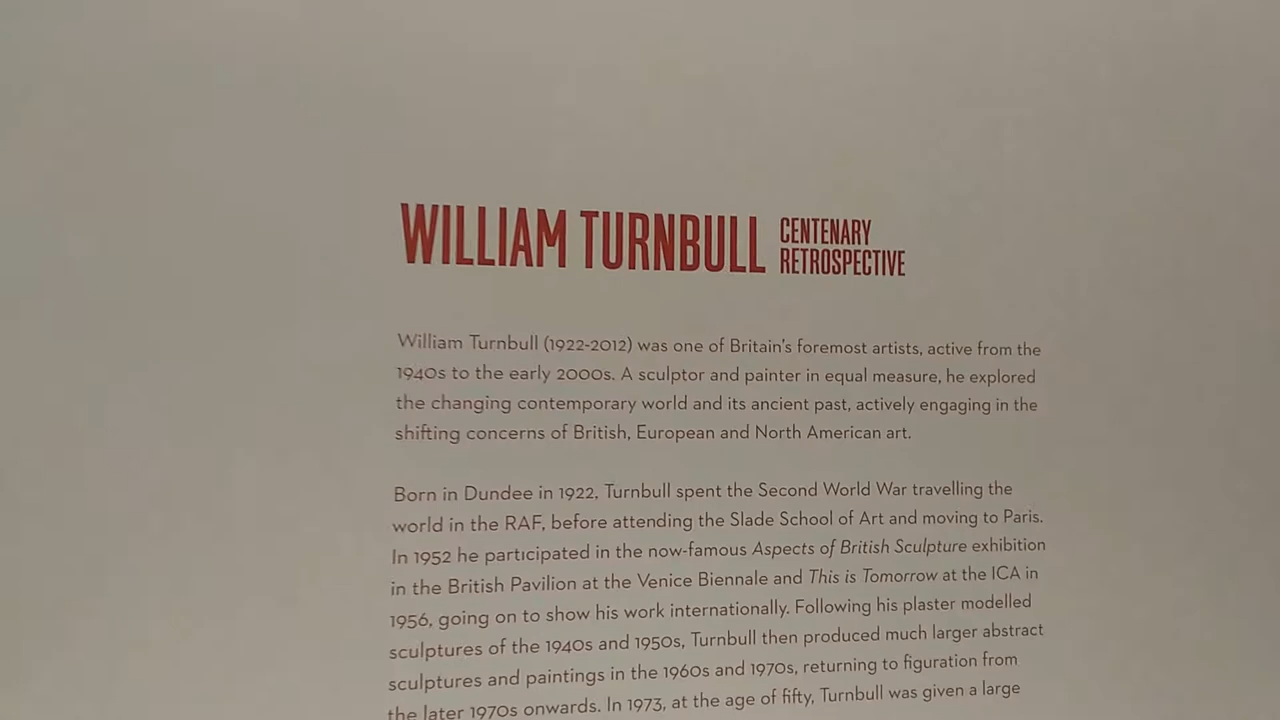 WILLIAM TURNBULL CENTENARY
RETROSPECTIVE
William Turnbull (1922-2012) was one of Britain's foremost artists, active from the
1940s to the early 2000s. A sculptor and painter in equal measure, he explored
the changing contemporary world and its ancient past, actively engaging in the
shifting concerns of British, European and North American art.
Born in Dundee in 1922, Turnbull spent the Second World War travelling the
world in the RAF, before attending the Slade School of Art and moving to Paris.
In 1952 he participated in the now-famous Aspects of British Sculpture exhibition
in the British Pavilion at the Venice Biennale and This is Tomorrow at the ICA in
1956, going on to show his work internationally. Following his plaster modelled
sculptures of the 1940s and 1950s, Turnbull then produced much larger abstract
sculptures and paintings in the 1960s and 1970s, returning to figuration from
the later 1970s onwards. In 1973, at the age of fifty, Turnbull was given a large